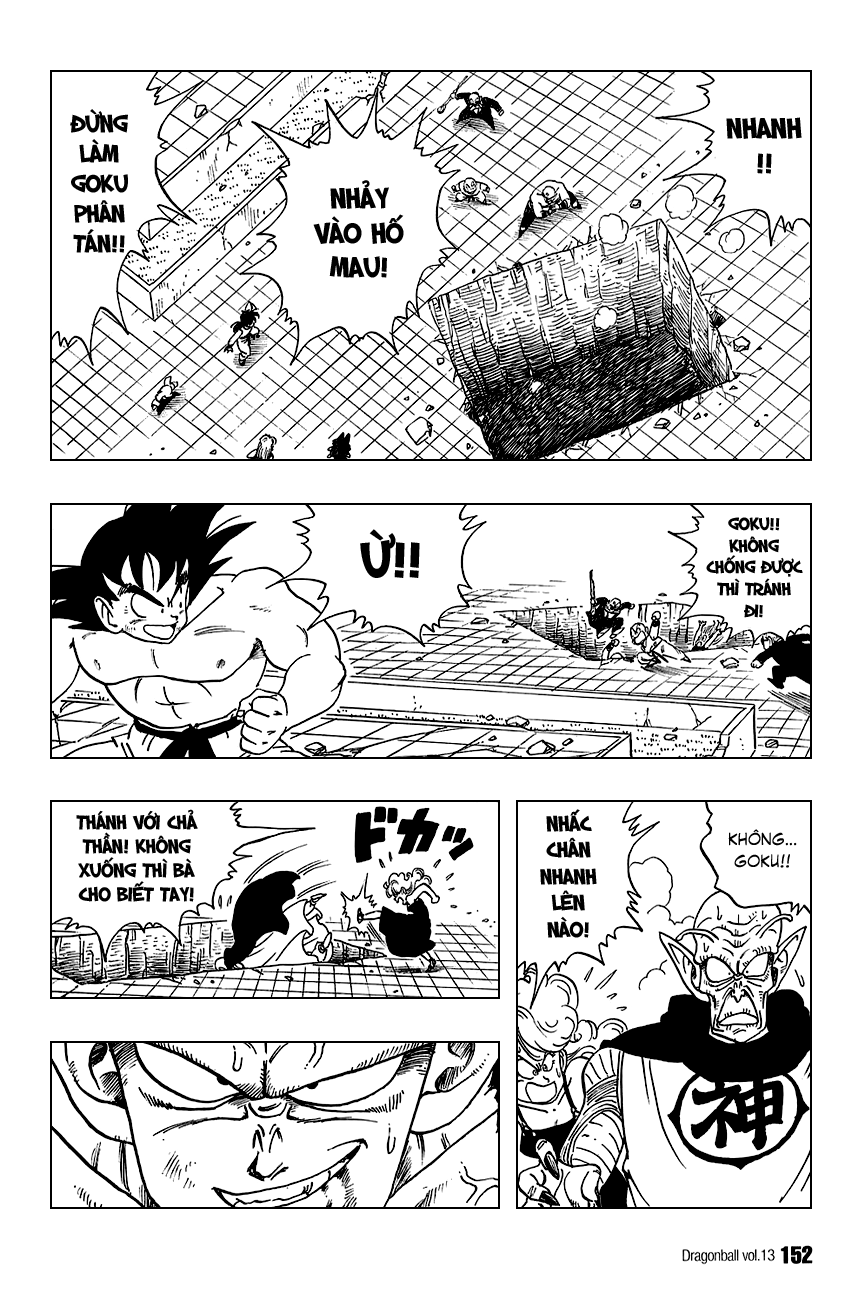 NHANH
!!
NHẢY
VÀO HỐ
MAU!
ĐỪNG
LÀM
GOKU
PHÂN
TÁN!!
GOKU!!
KHÔNG
CHỐNG ĐƯỢC
THÌ TRÁNH
ĐI!
Ừ!!
KHÔNG...
GOKU!!
NHẤC
CHÂN
NHANH
LÊN
NÀO!
神
THÁNH VỚI CHẢ
THẦN! KHÔNG
XUỐNG THÌ BÀ
CHO BIẾT TAY!
ドカッ
Dragonball vol.13 152